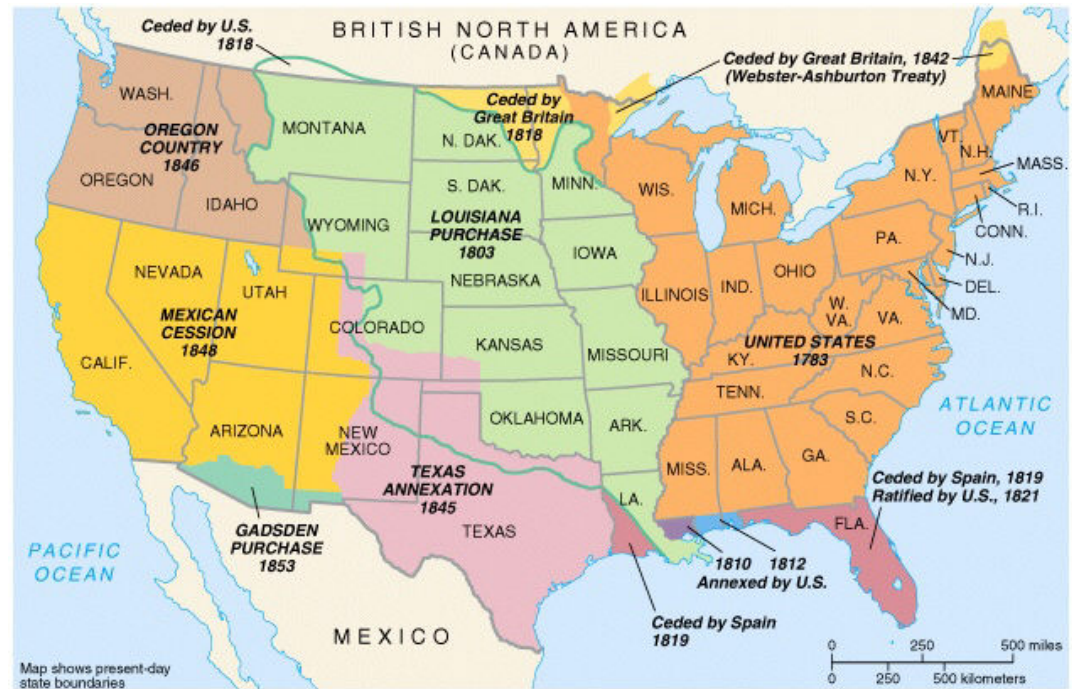 Ceded by U.S.
1818
BRITISH NORTH AMERICA
(CANADA)
Ceded by Great Britain, 1842
(Webster-Ashburton Treaty)
WASH.
OREGON
COUNTRY
1846
OREGON
IDAHO
MONTANA
Ceded by
Great Britain
1818
N. DAK.
S. DAK.
MINN.
WIS.
MICH.
MAINE
VT.
N.H.
MASS.
N.Y.
R.I.
CONN.
PA.
N.J.
DEL.
MD.
WYOMING
LOUISIANA
PURCHASE
1803
NEBRASKA
IOWA
ILLINOIS
IND.
OHIO
W.
VA.
VA.
NEVADA
UTAH
MEXICAN
CESSION
1848
CALIF.
COLORADO
KANSAS
MISSOURI
KY.
UNITED STATES
1783
N.C.
TENN.
S.C.
ATLANTIC
OCEAN
ARIZONA
NEW
MEXICO
OKLAHOMA
ARK.
MISS.
ALA.
GA.
TEXAS
ANNEXATION
1845
TEXAS
LA.
FLA.
Ceded by Spain, 1819
Ratified by U.S., 1821
GADSDEN
PURCHASE
1853
PACIFIC
OCEAN
1810
1812
Annexed by U.S.
Ceded by Spain
1819
MEXICO
0 250 500 miles
0 250 500 kilometers
Map shows present-day
state boundaries